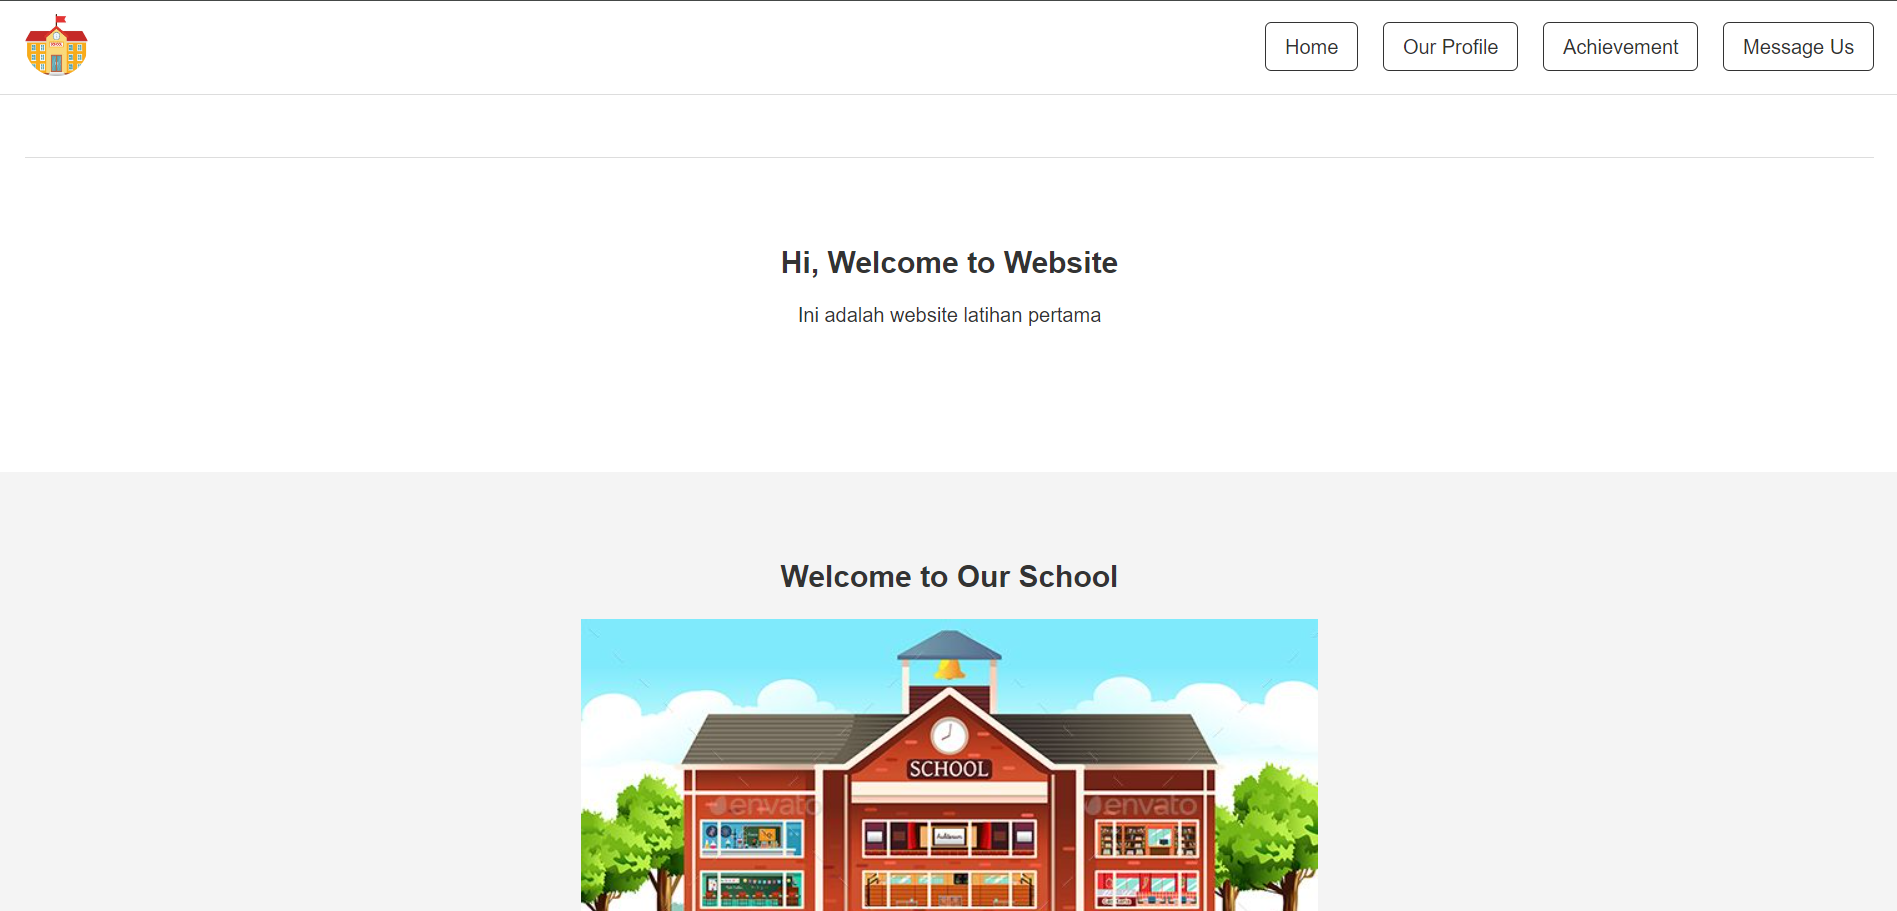 Home
Our Profile
Achievement
Message Us
Hi, Welcome to Website
Ini adalah website latihan pertama
Welcome to Our School
SCHOOL
envato
envato
Auditorium